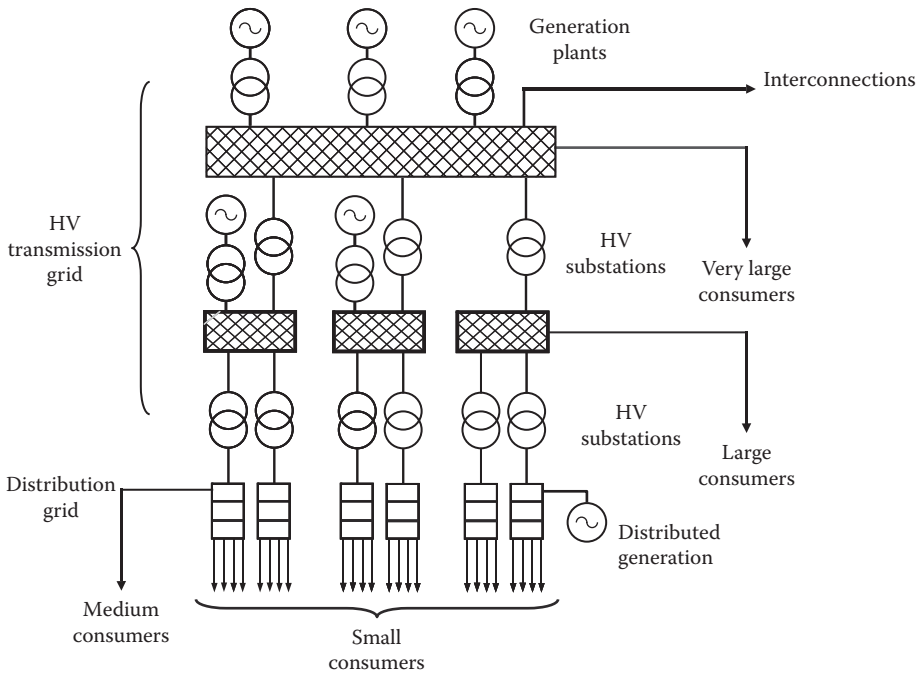 Generation
plants
Interconnections
HV
transmission
grid
HV
substations
Very large
consumers
HV
substations
Large
consumers
Distribution
grid
Distributed
generation
Medium
consumers
Small
consumers